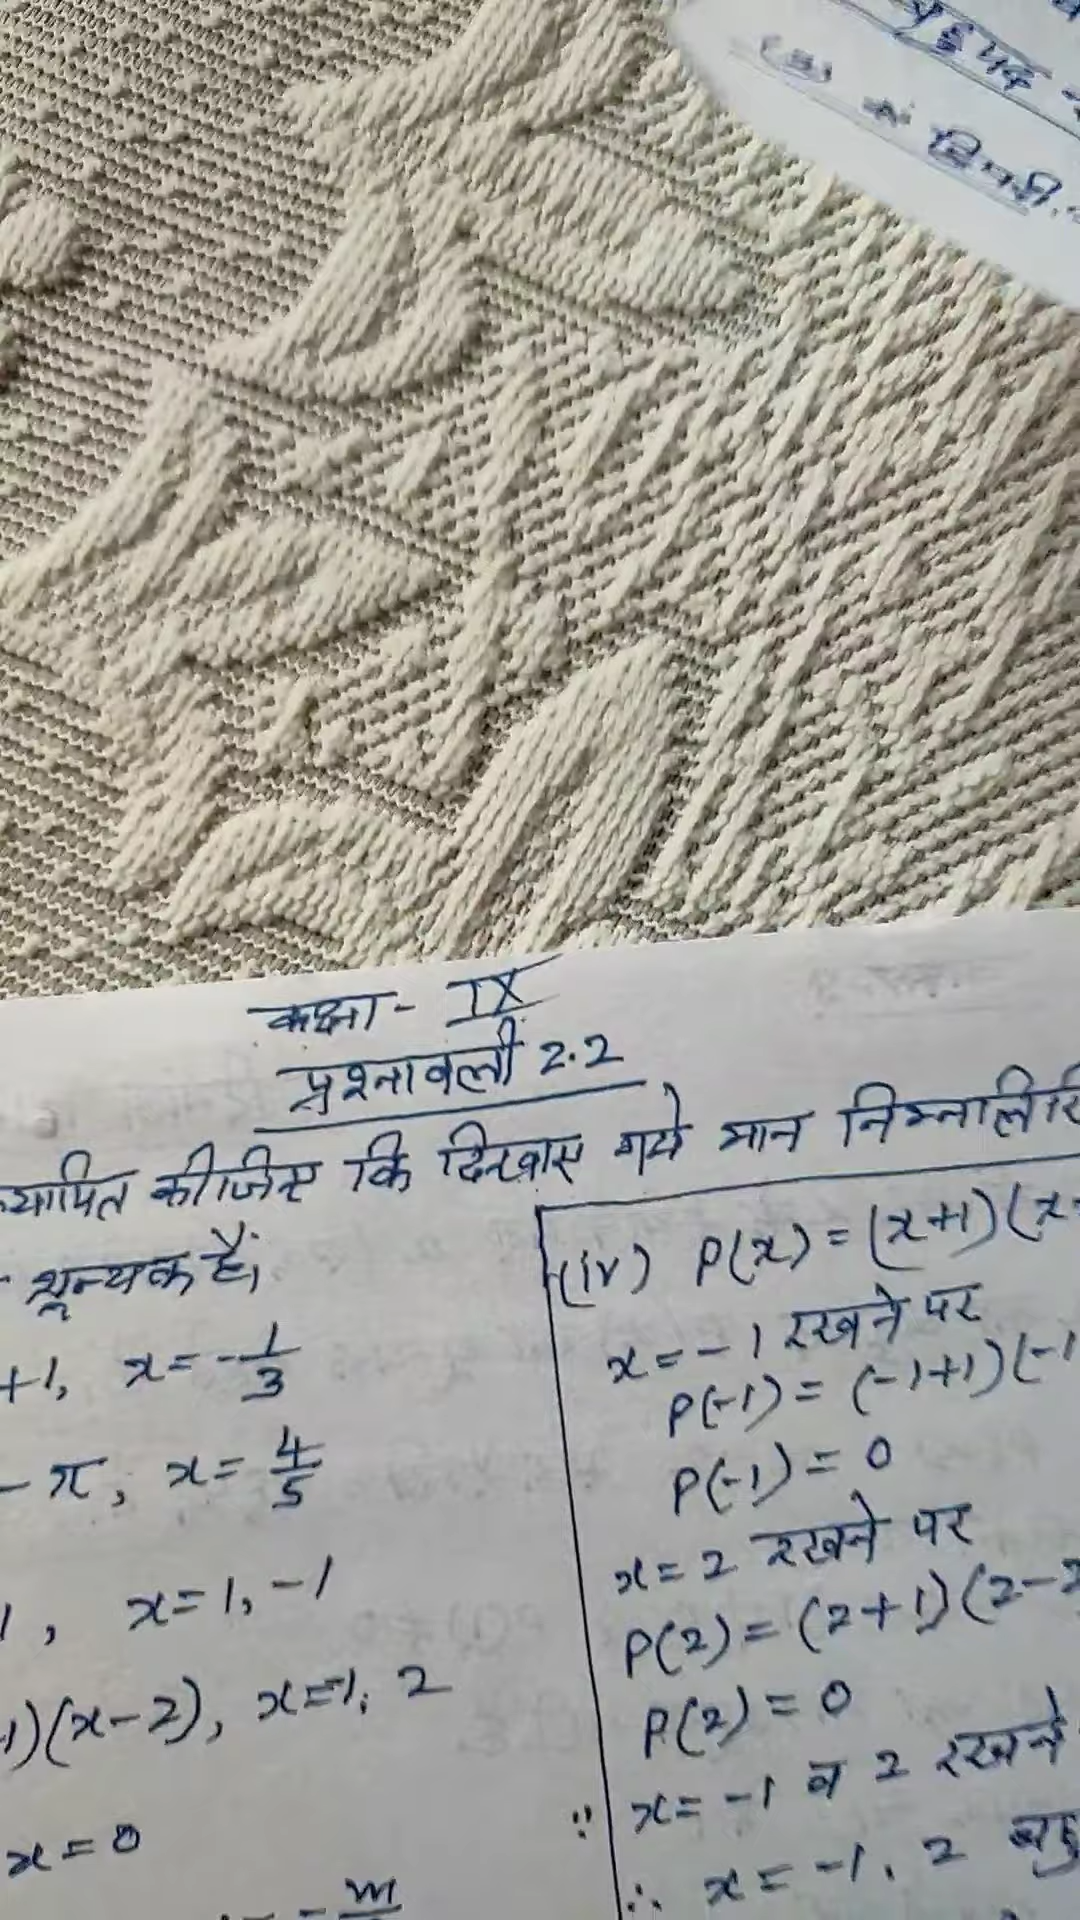 हिन्दी
कक्षा - IX
प्रश्नावली 2.2
कीजिए कि दिखाए गये मान
शून्यक है,
+1, x = -1/3
- π, x = 4/5
1, x = 1, -1
1)(x-2), x=-1, 2
x = 0
= - m
(iv) P(x) = (x+1)(x-
x = -1 रखने पर
P(-1) = (-1+1)(-1
P(-1) = 0
x = 2 रखने पर
P(2) = (2+1)(2-2
P(2) = 0
∵ x = -1 व 2 रखने
∴ x = -1, 2